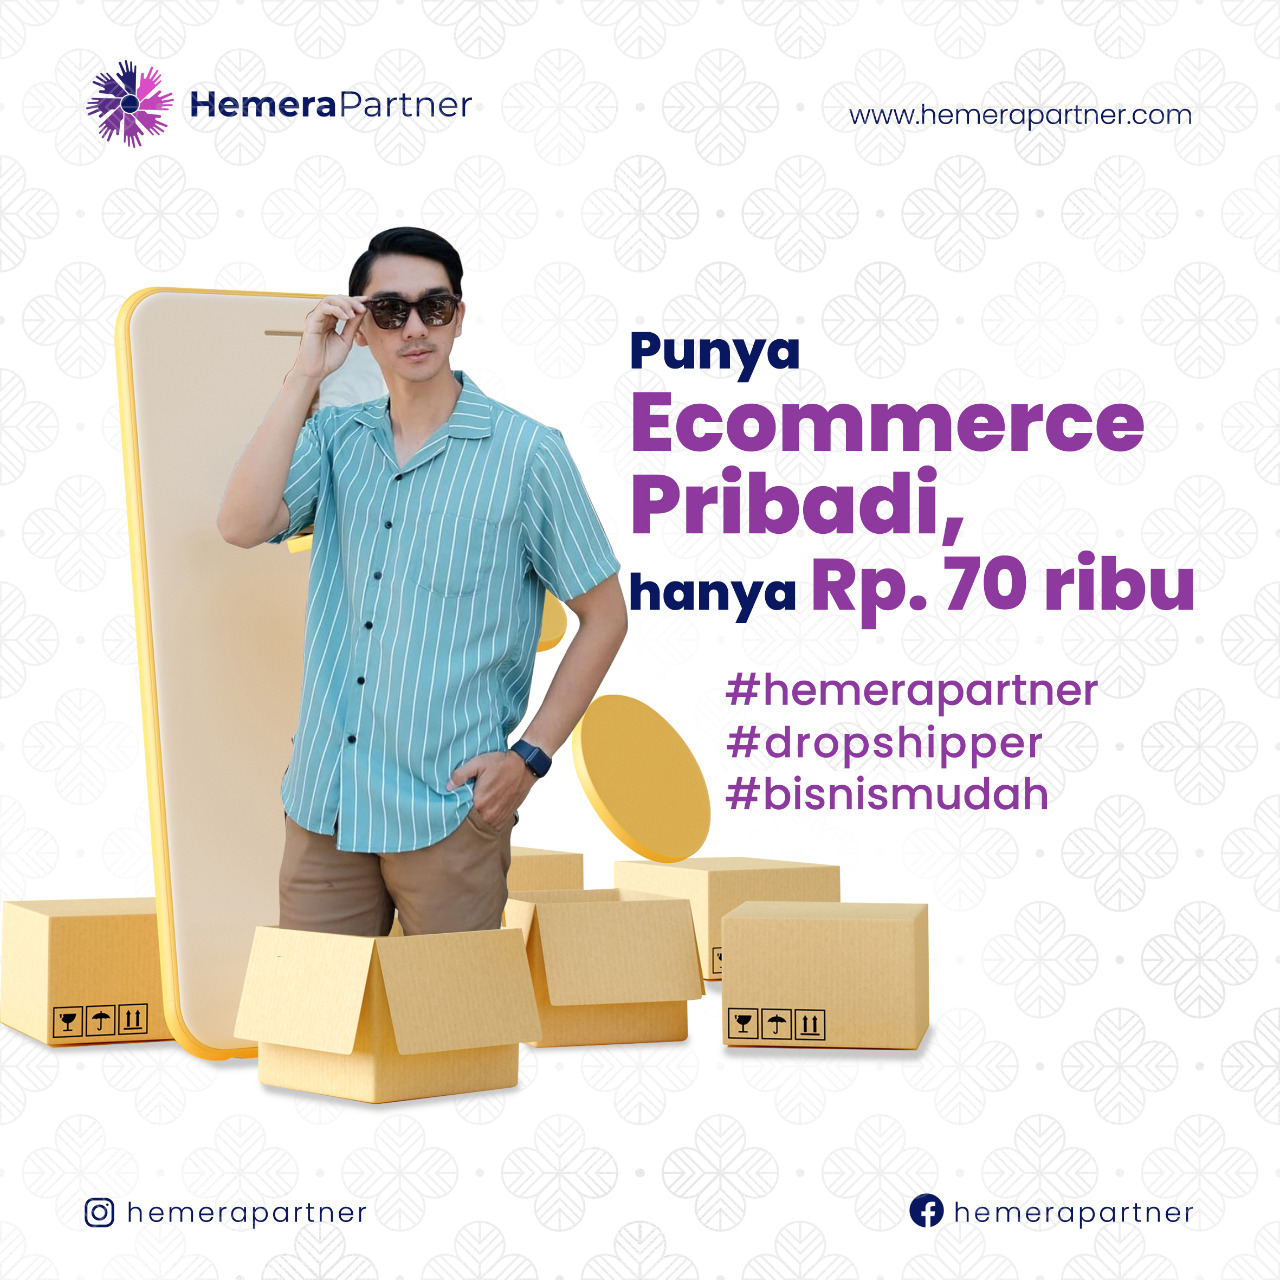 HemeraPartner
www.hemerapartner.com
Punya
Ecommerce
Pribadi,
hanya Rp. 70 ribu
#hemerapartner
#dropshipper
#bisnismudah
hemerapartner
hemerapartner